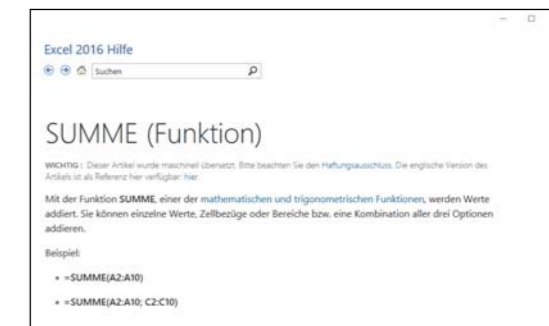 Excel 2016 Hilfe
Suchen
SUMME (Funktion)
WICHTIG: Dieser Artikel wurde maschinell übersetzt. Bitte beachten Sie den Haftungsausschluss. Die englische Version des
Artikels ist als Referenz hier verfügbar: hier.
Mit der Funktion SUMME, einer der mathematischen und trigonometrischen Funktionen, werden Werte
addiert. Sie können einzelne Werte, Zellbezüge oder Bereiche bzw. eine Kombination aller drei Optionen
addieren.
Beispiel:
• =SUMME(A2:A10)
• =SUMME(A2:A10; C2:C10)